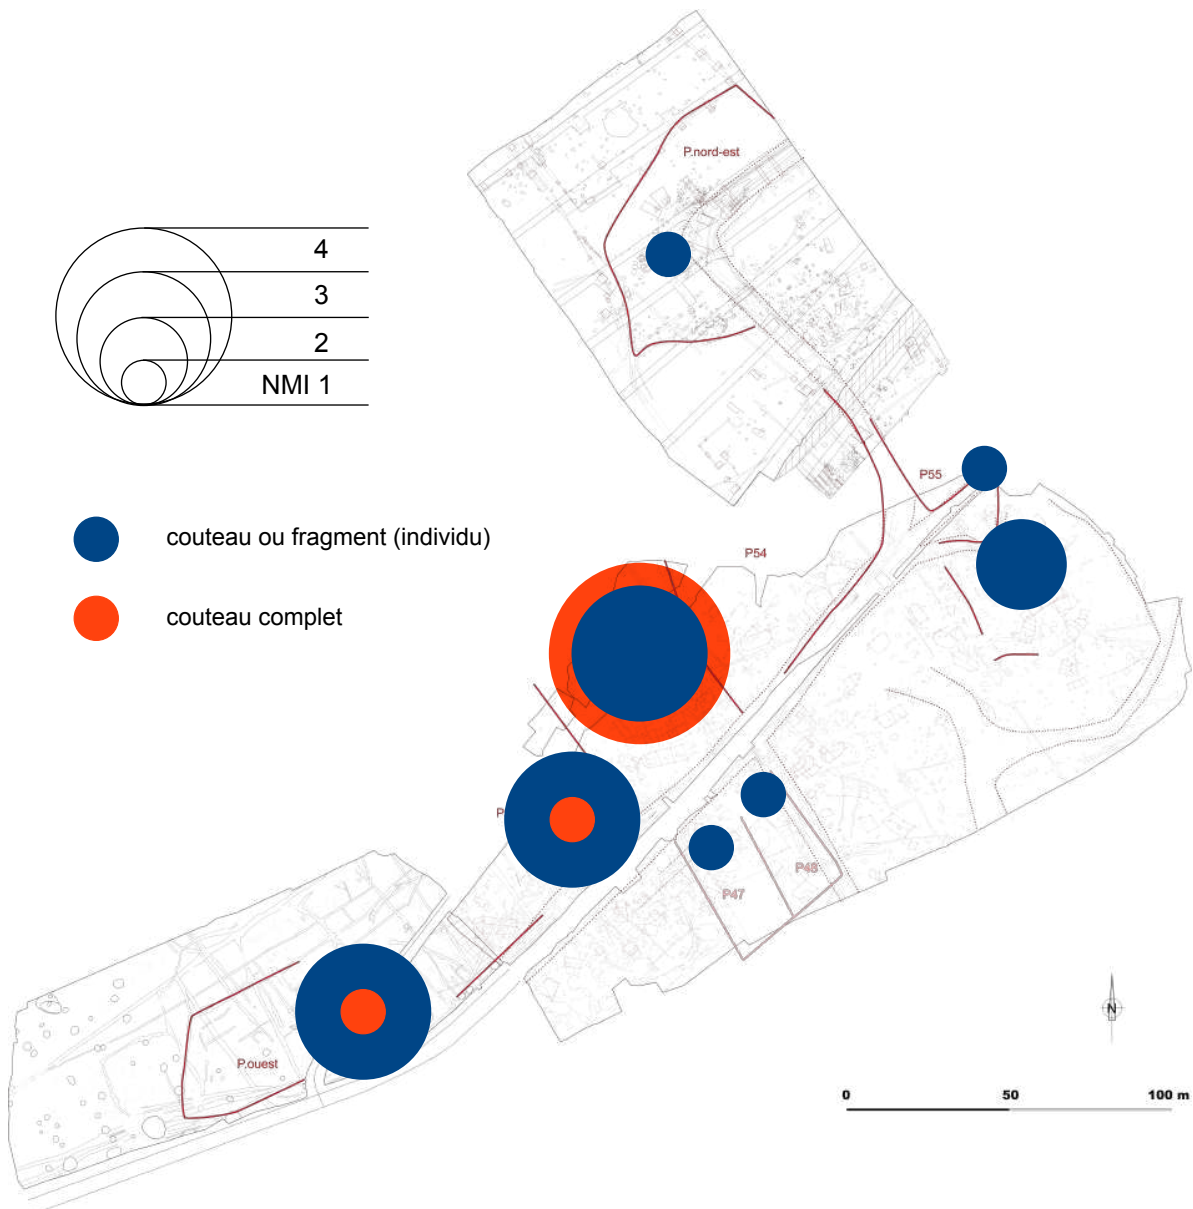 P.nord-est
4
3
2
NMI 1
P55
couteau ou fragment (individu)
P54
couteau complet
P48
P47
N
P.ouest
0 50 100 m